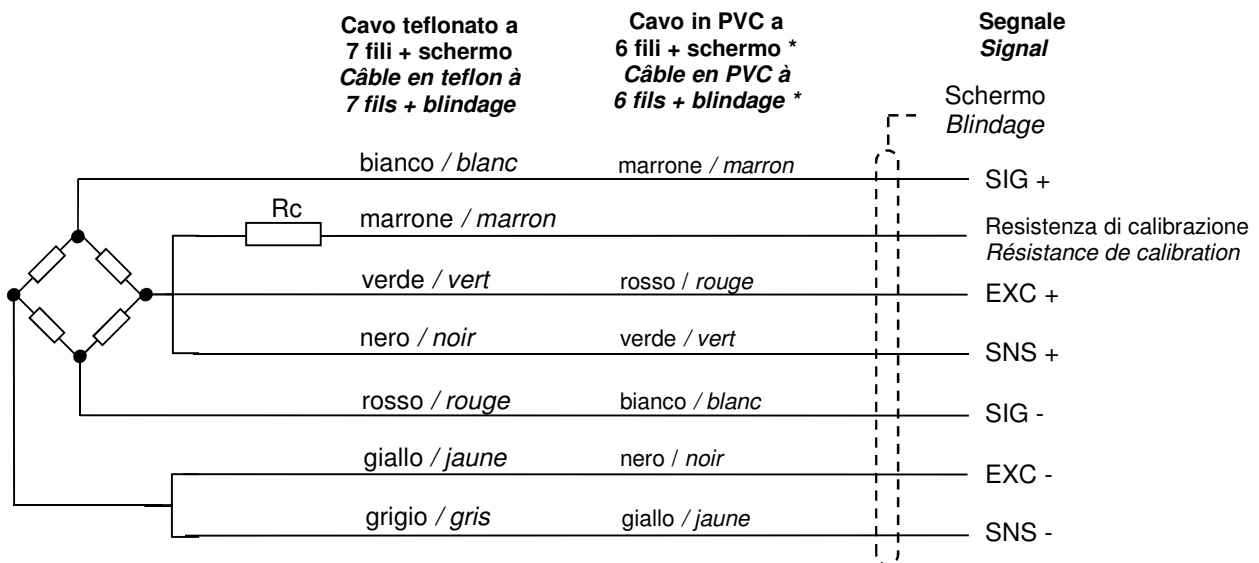 Cavo teflonato a
7 fili + schermo
Câble en teflon à
7 fils + blindage
Cavo in PVC a
6 fili + schermo *
Câble en PVC à
6 fils + blindage *
Segnale
Signal
Schermo
Blindage
bianco / blanc
marrone / marron
SIG +
Rc
marrone / marron
Resistenza di calibrazione
Résistance de calibration
verde / vert
rosso / rouge
EXC +
nero / noir
verde / vert
SNS +
rosso / rouge
bianco / blanc
SIG -
giallo / jaune
nero / noir
EXC -
grigio / gris
giallo / jaune
SNS -